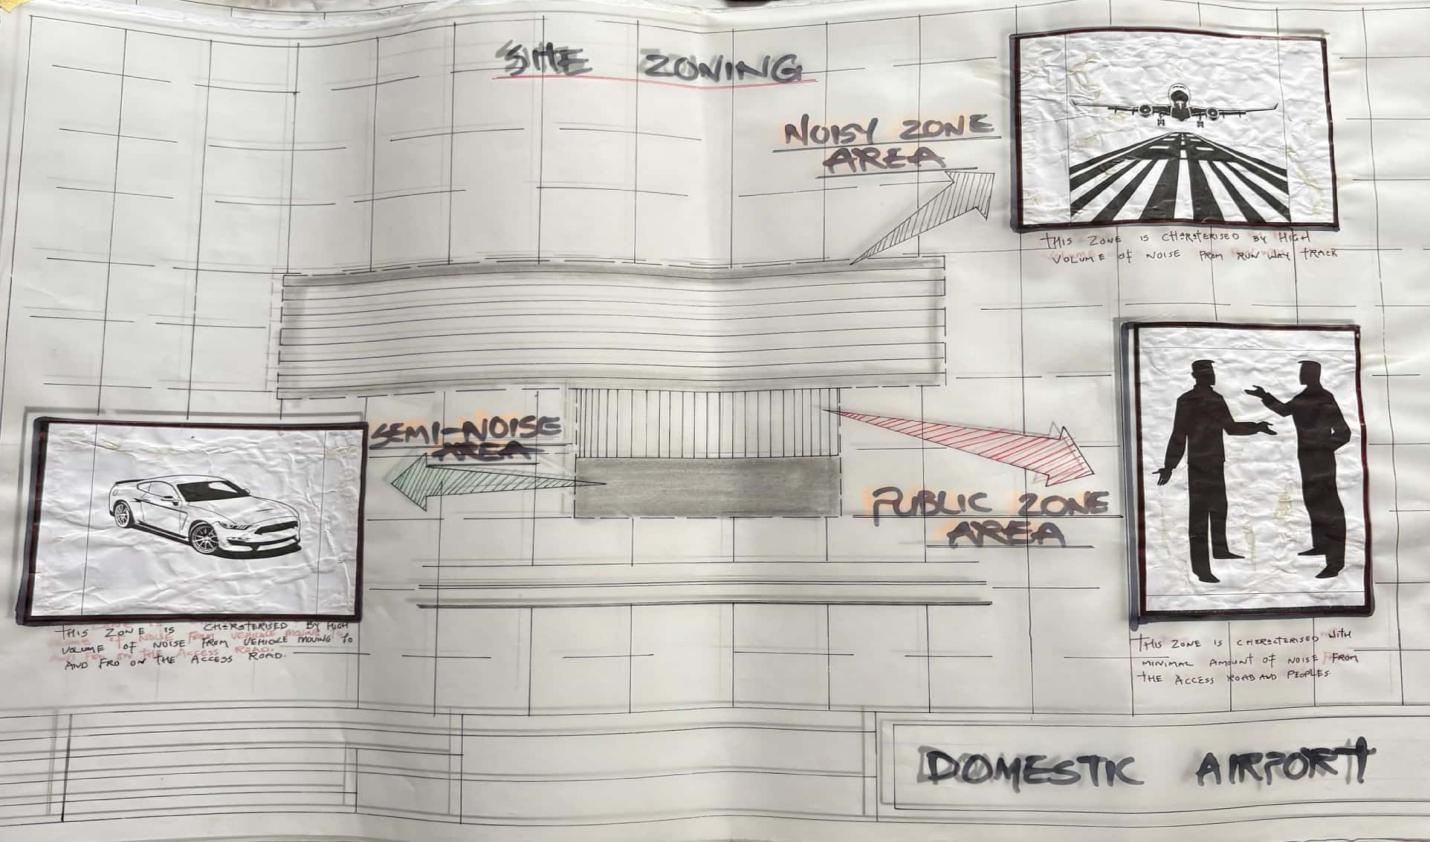 SITE ZONING
NOISY ZONE
AREA
THIS ZONE IS CHARSTERISED BY HIGH
VOLUME OF NOISE FROM RUN WAY TRACK
SEMI-NOISE
AREA
THIS ZONE IS CHERSTERISED BY HIGH
VOLUME OF NOISE FROM VEHICLE MOVING TO
AND FRO ON THE ACCESS ROAD.
PUBLIC ZONE
AREA
THIS ZONE IS CHERSCTERISED WITH
MINIMAL AMOUNT OF NOISE FROM
THE ACCESS ROAD AND PEOPLES
DOMESTIC AIRPORT